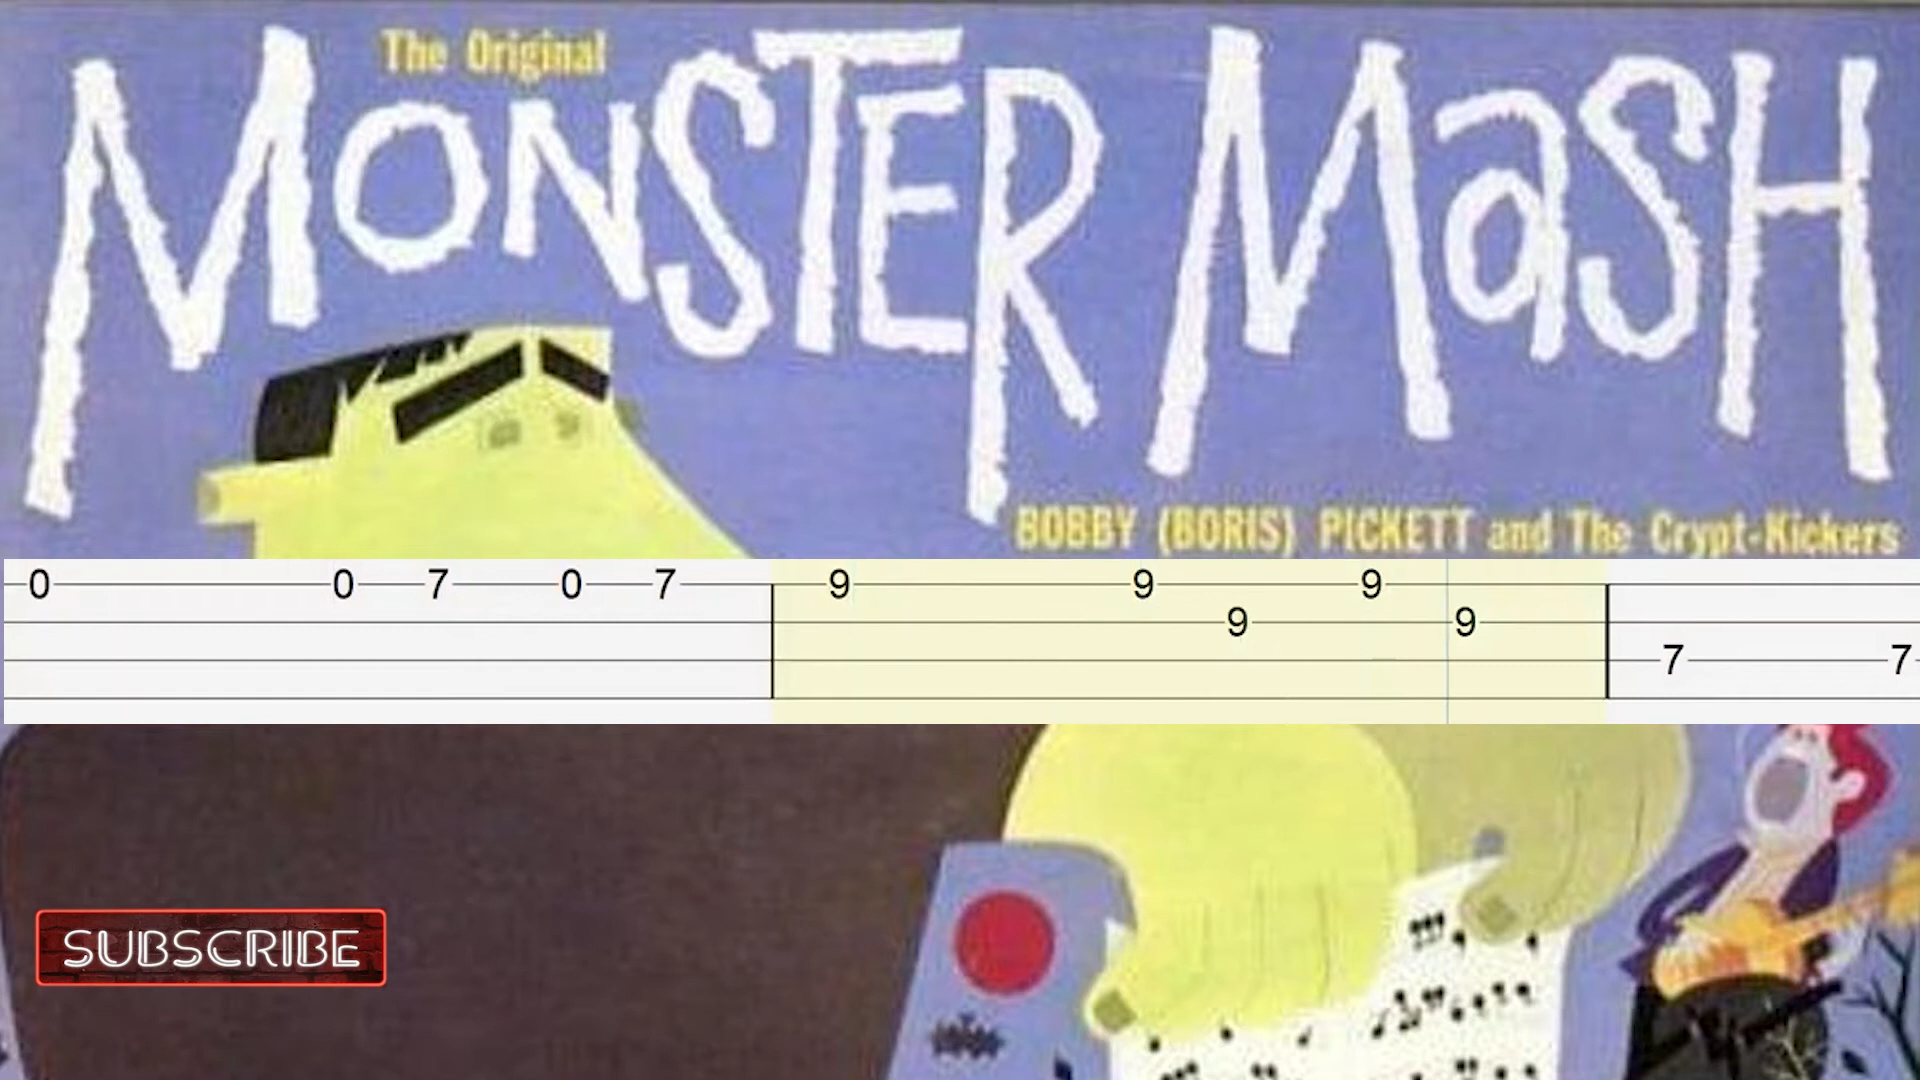 The Original
MONSTER MaSH
BOBBY (BORIS) PICKETT and The Crypt-Kickers
0 0 7 0 7 9 9 9
9 9
7 7
SUBSCRIBE